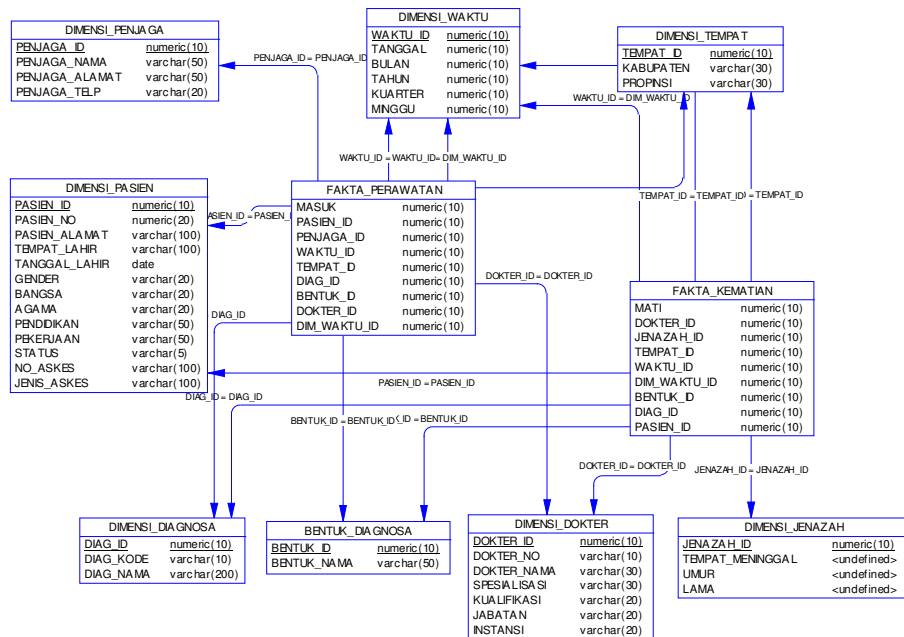 DIMENSI_PENJAGA
PENJAGA_ID numeric(10)
PENJAGA_NAMA varchar(50)
PENJAGA_ALAMAT varchar(50)
PENJAGA_TELP varchar(20)
PENJAGA_ID = PENJAGA_ID
DIMENSI_WAKTU
WAKTU_ID numeric(10)
TANGGAL numeric(10)
BULAN numeric(10)
TAHUN numeric(10)
KUARTER numeric(10)
MINGGU numeric(10)
DIMENSI_TEMPAT
TEMPAT_ID numeric(10)
KABUPATEN varchar(30)
PROPINSI varchar(30)
WAKTU_ID = DIM_WAKTU_ID
WAKTU_ID = WAKTU_ID = DIM_WAKTU_ID
DIMENSI_PASIEN
PASIEN_ID numeric(10)
PASIEN_NO numeric(20)
PASIEN_ALAMAT varchar(100)
TEMPAT_LAHIR varchar(100)
TANGGAL_LAHIR date
GENDER varchar(20)
BANGSA varchar(20)
AGAMA varchar(20)
PENDIDIKAN varchar(50)
PEKERJAAN varchar(50)
STATUS varchar(5)
NO_ASKES varchar(100)
JENIS_ASKES varchar(100)
ASIEN_ID = PASIEN_I
FAKTA_PERAWATAN
MASUK numeric(10)
PASIEN_ID numeric(10)
PENJAGA_ID numeric(10)
WAKTU_ID numeric(10)
TEMPAT_ID numeric(10)
DIAG_ID numeric(10)
BENTUK_ID numeric(10)
DOKTER_ID numeric(10)
DIM_WAKTU_ID numeric(10)
TEMPAT_ID = TEMPAT_ID = TEMPAT_ID
DOKTER_ID = DOKTER_ID
FAKTA_KEMATIAN
MATI numeric(10)
DOKTER_ID numeric(10)
JENAZAH_ID numeric(10)
TEMPAT_ID numeric(10)
WAKTU_ID numeric(10)
DIM_WAKTU_ID numeric(10)
BENTUK_ID numeric(10)
DIAG_ID numeric(10)
PASIEN_ID numeric(10)
DIAG_ID
PASIEN_ID = PASIEN_ID
DIAG_ID = DIAG_ID
BENTUK_ID = BENTUK_ID _ID = BENTUK_ID
DOKTER_ID = DOKTER_ID
JENAZAH_ID = JENAZAH_ID
DIMENSI_DIAGNOSA
DIAG_ID numeric(10)
DIAG_KODE varchar(10)
DIAG_NAMA varchar(200)
BENTUK_DIAGNOSA
BENTUK_ID numeric(10)
BENTUK_NAMA varchar(50)
DIMENSI_DOKTER
DOKTER_ID numeric(10)
DOKTER_NO varchar(10)
DOKTER_NAMA varchar(30)
SPESIALISASI varchar(30)
KUALIFIKASI varchar(20)
JABATAN varchar(20)
INSTANSI varchar(20)
DIMENSI_JENAZAH
JENAZAH_ID numeric(10)
TEMPAT_MENINGGAL <undefined>
UMUR <undefined>
LAMA <undefined>